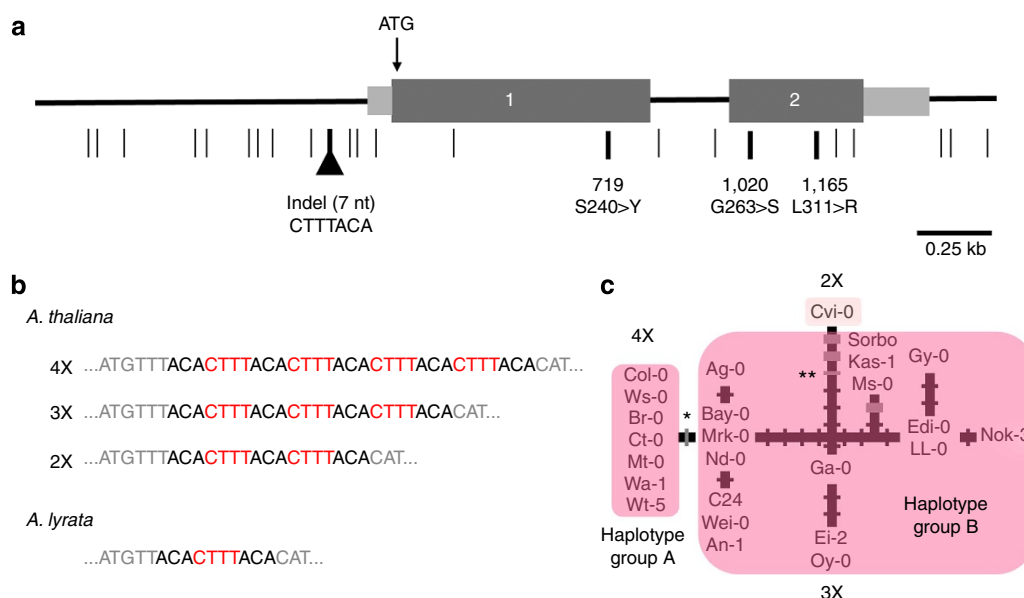 a
ATG
1
2
Indel (7 nt)
CTTTACA
719
S240>Y
1,020
G263>S
1,165
L311>R
0.25 kb
b
A. thaliana
4X ...ATGTTTACACTTTACACTTTACACTTTACACTTTACACAT...
3X ...ATGTTTACACTTTACACTTTACACTTTACACAT...
2X ...ATGTTTACACTTTACACTTTACACAT...
A. lyrata
...ATGTTACACTTTACACAT...
c
2X
Cvi-0
4X
Col-0
Ws-0
Br-0
Ct-0
Mt-0
Wa-1
Wt-5
Haplotype
group A
*
Ag-0
Bay-0
Mrk-0
Nd-0
C24
Wei-0
An-1
**
Sorbo
Kas-1
Ms-0
Gy-0
Edi-0
LL-0
Nok-3
Ga-0
Ei-2
Oy-0
Haplotype
group B
3X